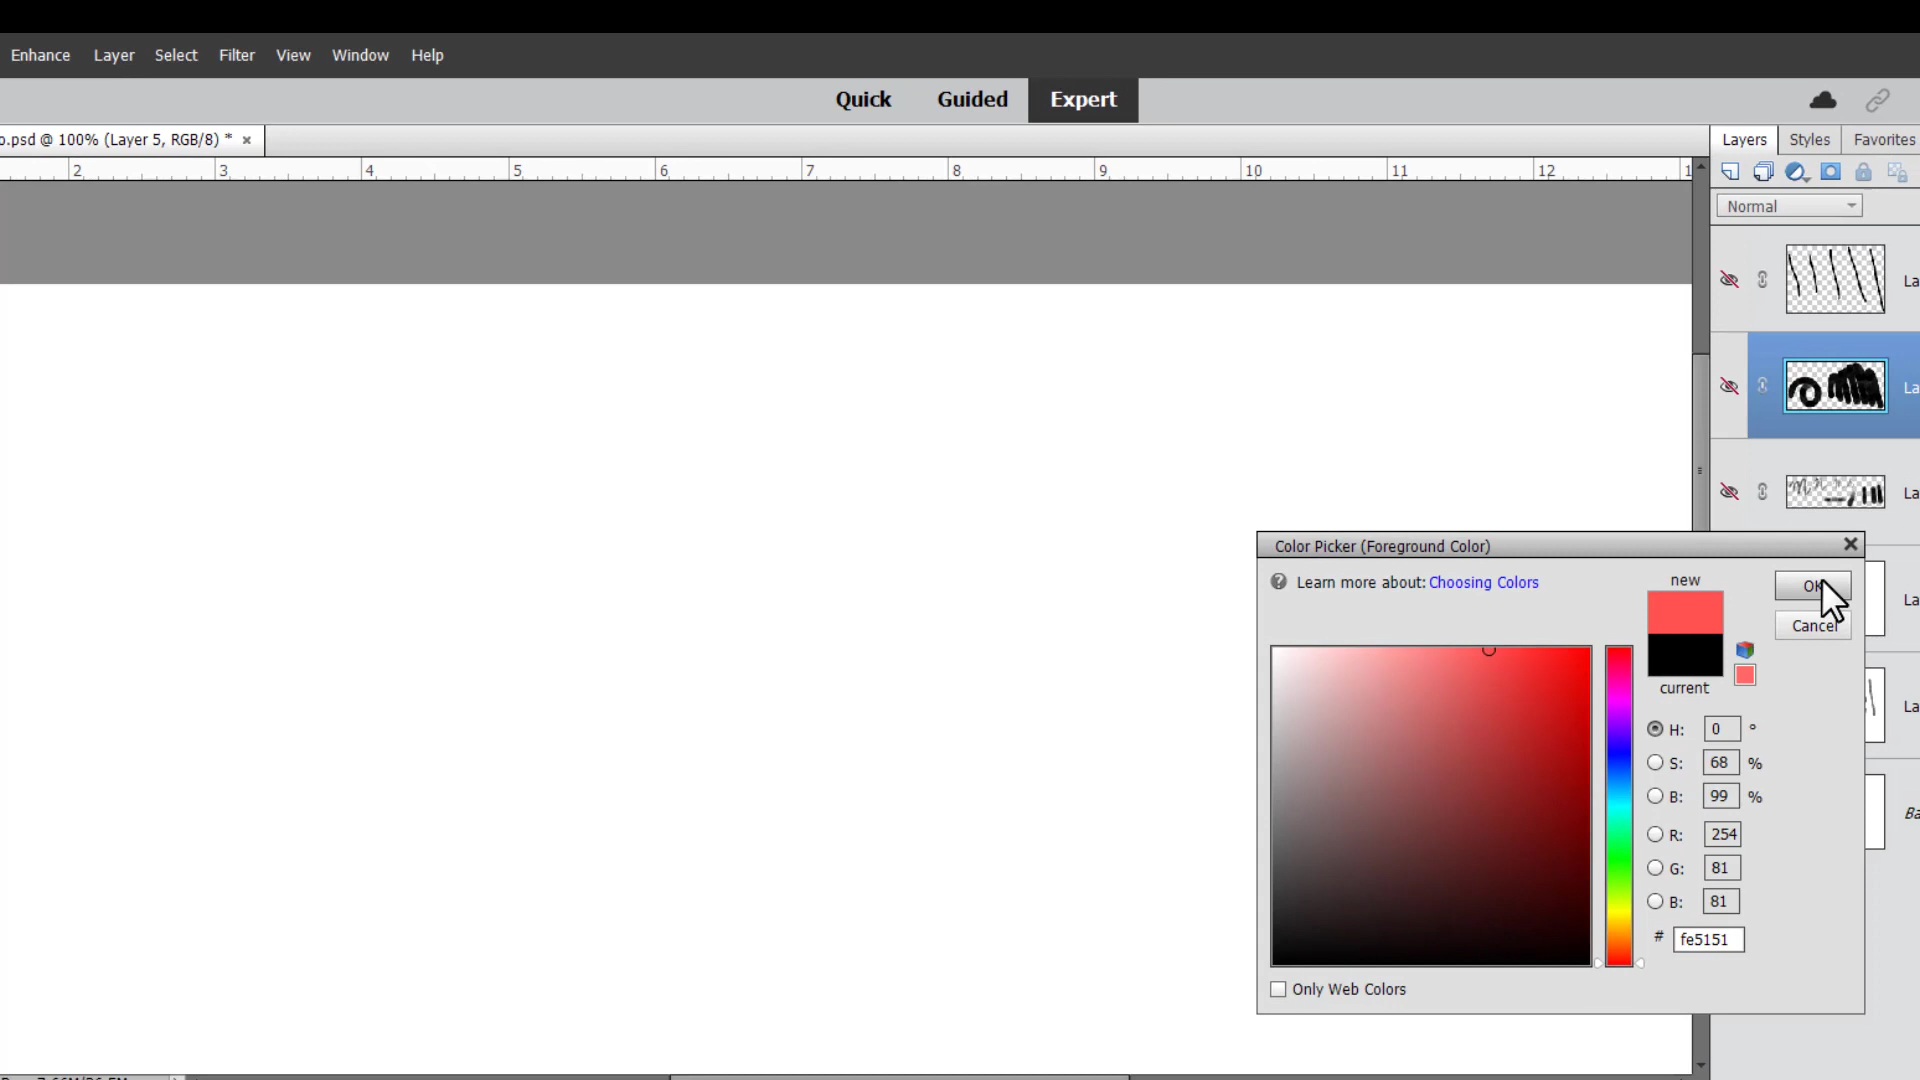 Enhance Layer Select Filter View Window Help
Quick Guided Expert
o.psd @ 100% (Layer 5, RGB/8) * ×
Layers Styles Favorites
2 3 4 5 6 7 8 9 10 11 12
Normal
La
La
La
Color Picker (Foreground Color)
Learn more about: Choosing Colors
new
OK
Cancel
current
La
La
H: 0 °
S: 68 %
B: 99 %
Ba
R: 254
G: 81
B: 81
# fe5151
Only Web Colors